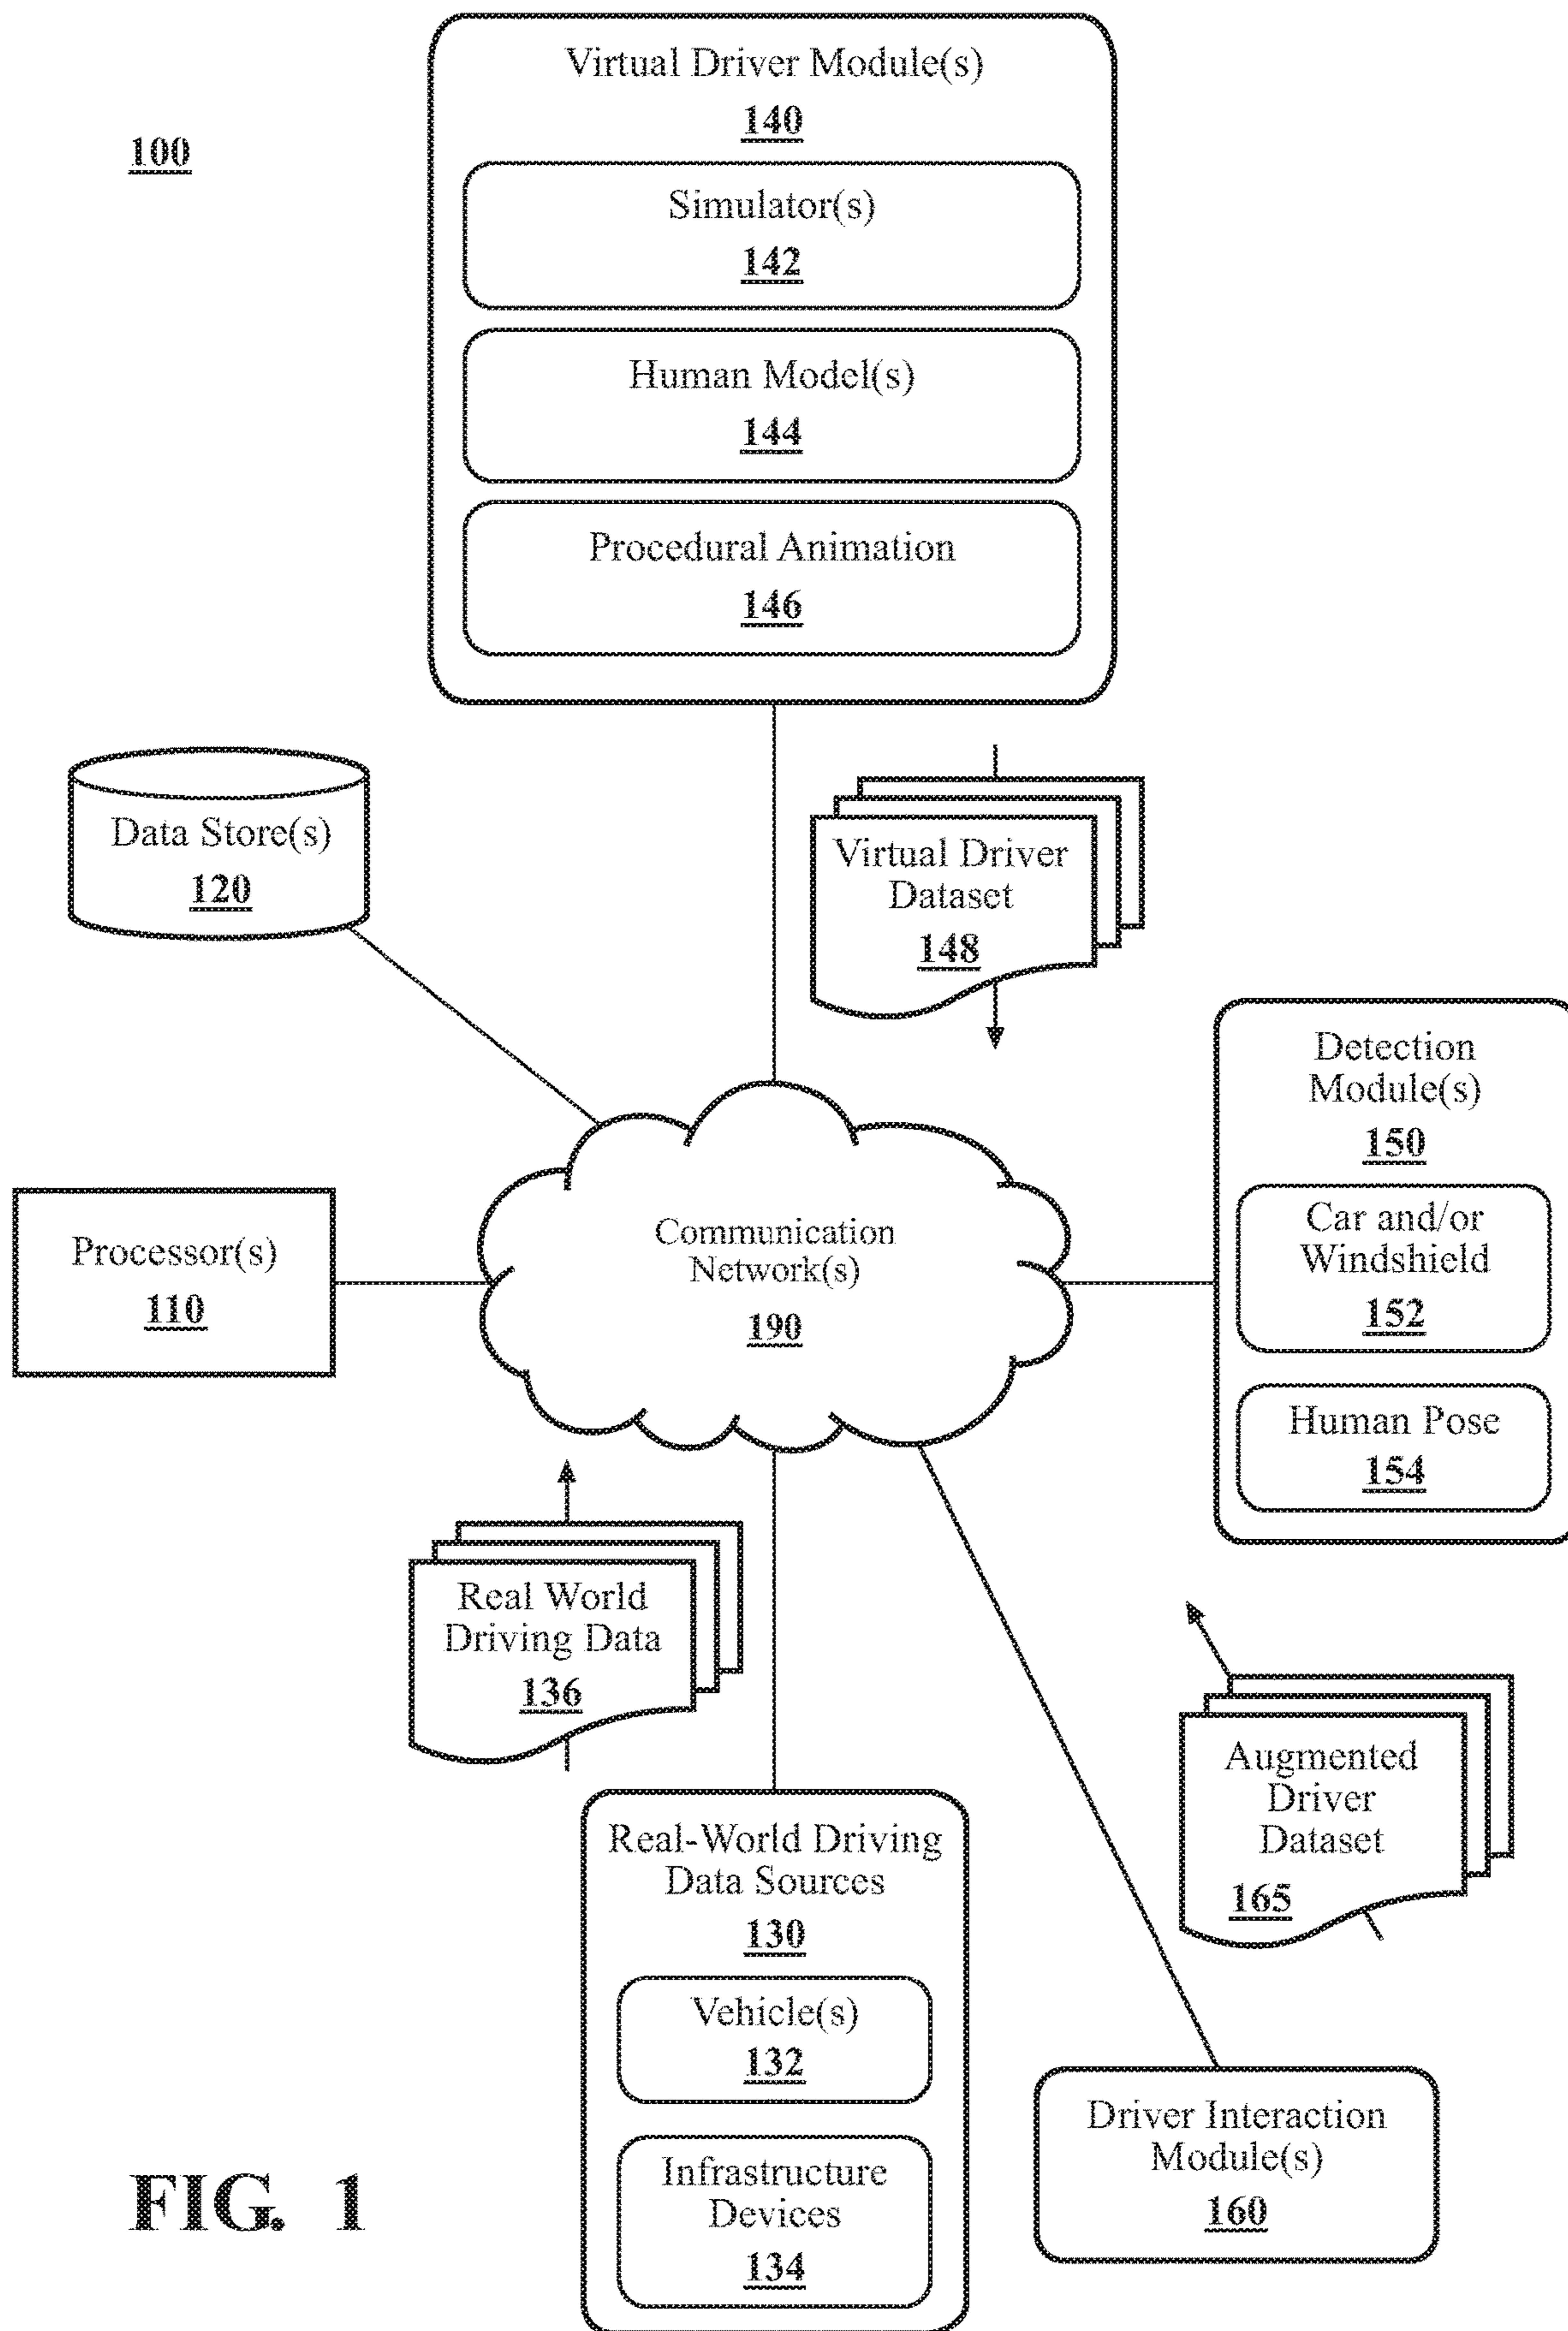 100
Virtual Driver Module(s)
140
Simulator(s)
142
Human Model(s)
144
Procedural Animation
146
Data Store(s)
120
Virtual Driver
Dataset
148
Detection
Module(s)
150
Car and/or
Windshield
152
Human Pose
154
Processor(s)
110
Communication
Network(s)
190
Real World
Driving Data
136
Augmented
Driver
Dataset
165
Real-World Driving
Data Sources
130
Vehicle(s)
132
Infrastructure
Devices
134
Driver Interaction
Module(s)
160
FIG. 1